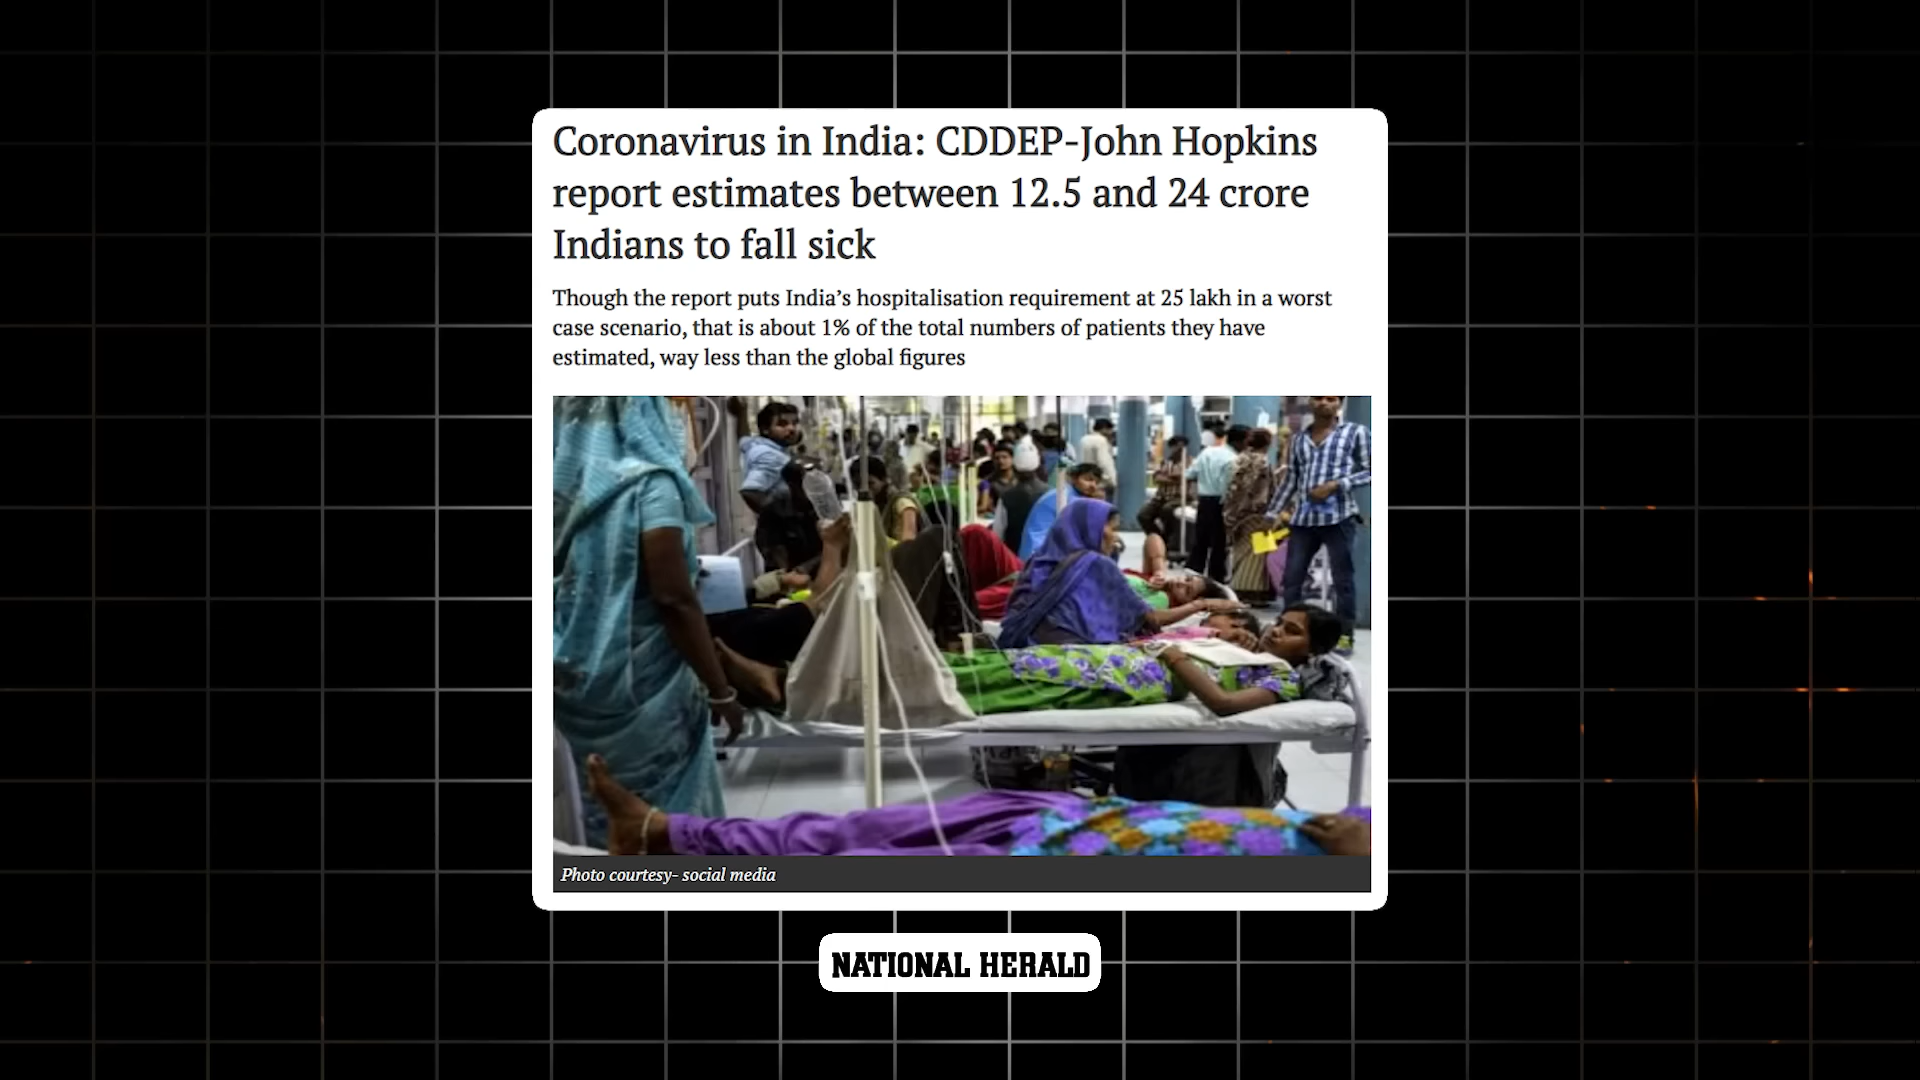 Coronavirus in India: CDDEP-John Hopkins
report estimates between 12.5 and 24 crore
Indians to fall sick
Though the report puts India’s hospitalisation requirement at 25 lakh in a worst
case scenario, that is about 1% of the total numbers of patients they have
estimated, way less than the global figures
Photo courtesy- social media
NATIONAL HERALD